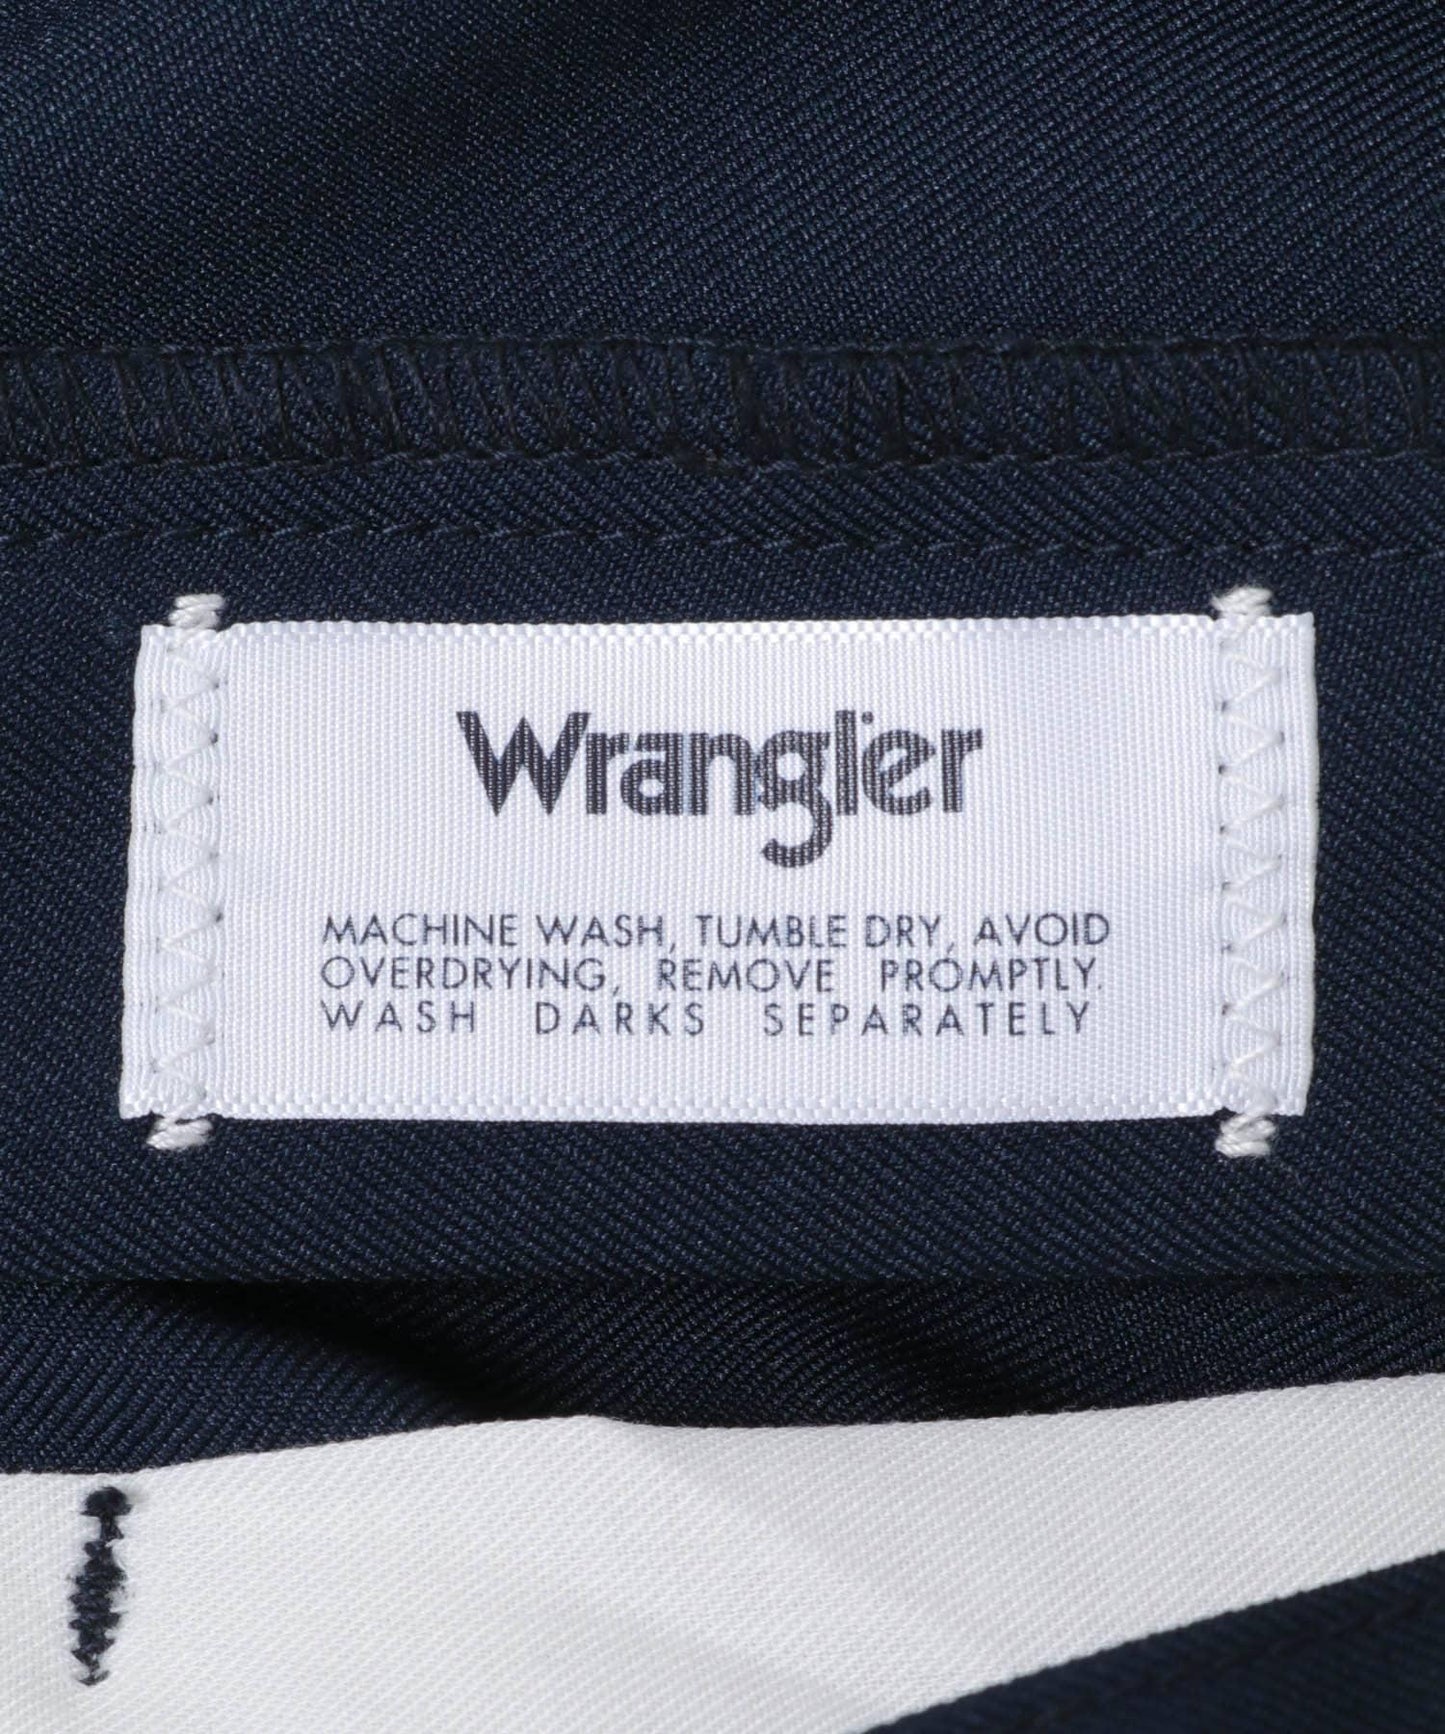 Wrangler
MACHINE WASH, TUMBLE DRY, AVOID
OVERDRYING, REMOVE PROMPTLY.
WASH DARKS SEPARATELY